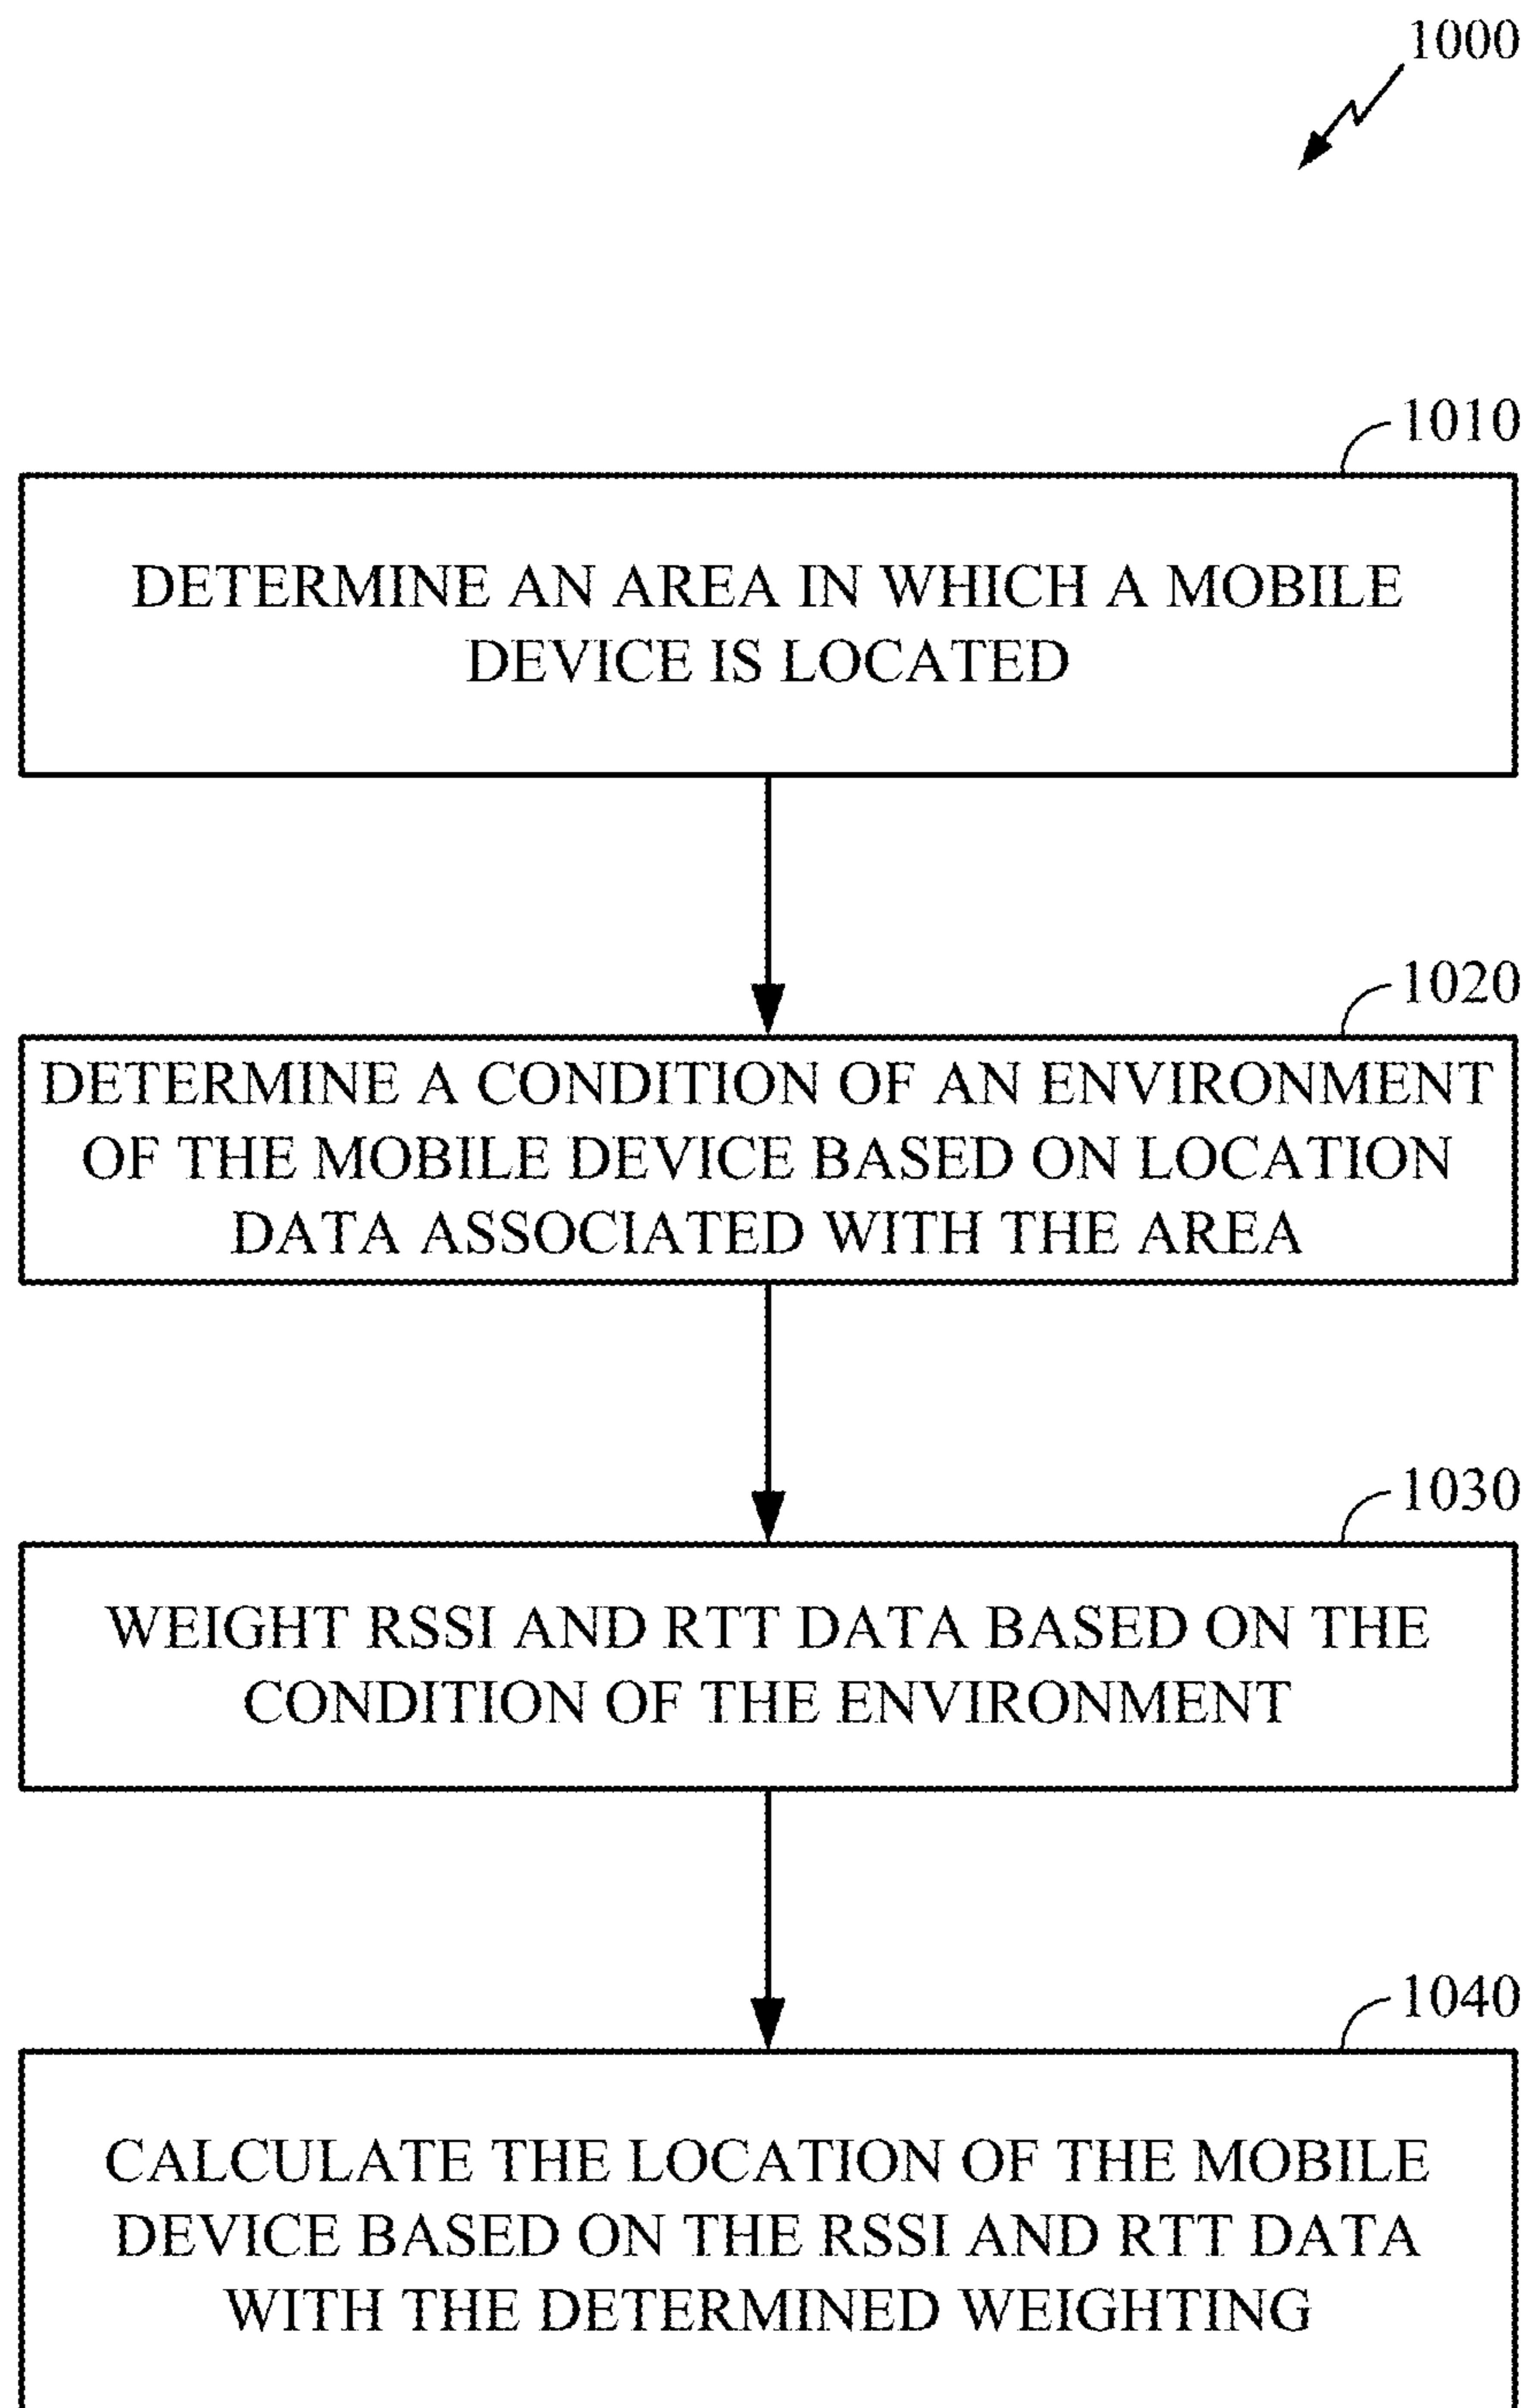 1000
1010
DETERMINE AN AREA IN WHICH A MOBILE
DEVICE IS LOCATED
1020
DETERMINE A CONDITION OF AN ENVIRONMENT
OF THE MOBILE DEVICE BASED ON LOCATION
DATA ASSOCIATED WITH THE AREA
1030
WEIGHT RSSI AND RTT DATA BASED ON THE
CONDITION OF THE ENVIRONMENT
1040
CALCULATE THE LOCATION OF THE MOBILE
DEVICE BASED ON THE RSSI AND RTT DATA
WITH THE DETERMINED WEIGHTING